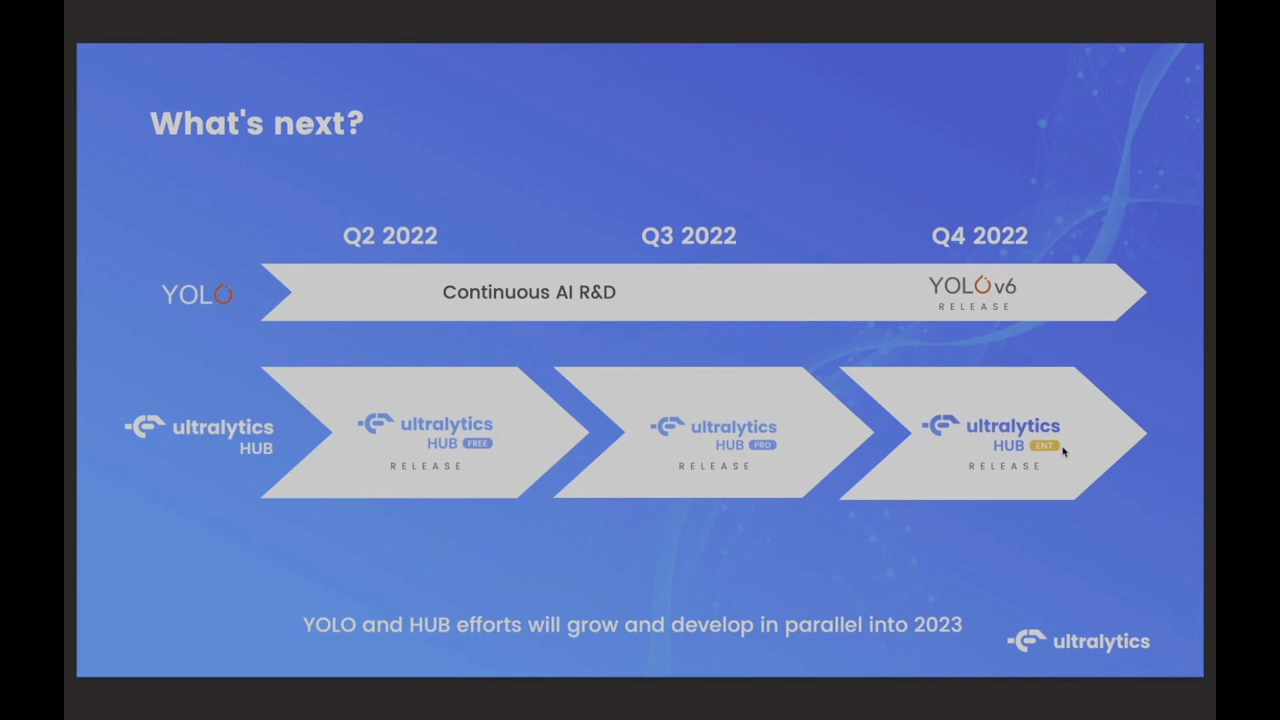 What's next?
Q2 2022
Q3 2022
Q4 2022
YOLO
Continuous AI R&D
YOLOv6
RELEASE
ultralytics
HUB
ultralytics
HUB FREE
RELEASE
ultralytics
HUB PRO
RELEASE
ultralytics
HUB ENT
RELEASE
YOLO and HUB efforts will grow and develop in parallel into 2023
ultralytics